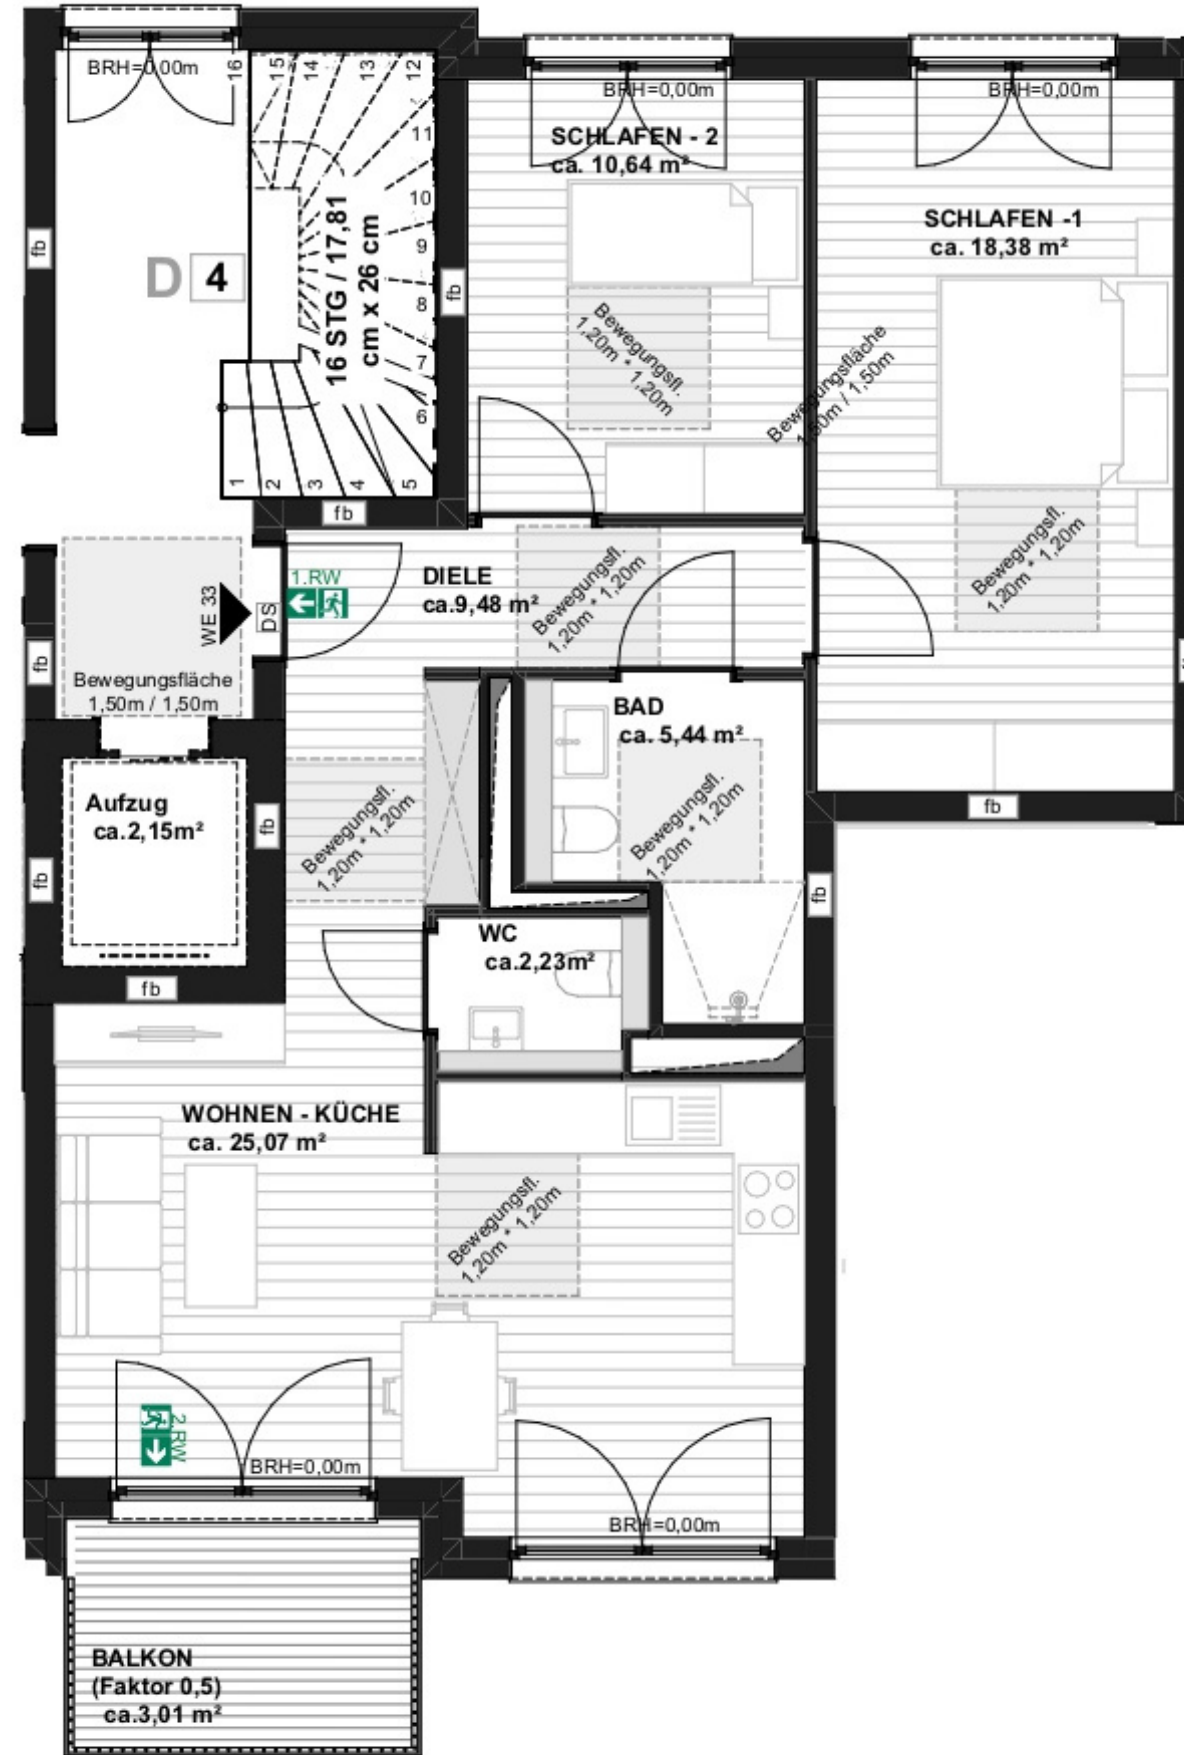 BRH=0,00m
16
15
14
13
12
11
10
9
8
7
6
5
4
3
2
1
16 STG / 17,81
cm x 26 cm
D 4
fb
fb
fb
BRH=0,00m
SCHLAFEN - 2
ca. 10,64 m²
Bewegungsfl.
1,20m * 1,20m
BRH=0,00m
SCHLAFEN -1
ca. 18,38 m²
Bewegungsfläche
1,50m / 1,50m
Bewegungsfl.
1,20m * 1,20m
fb
WE 33
DS
1.RW
DIELE
ca.9,48 m²
Bewegungsfl.
1,20m * 1,20m
fb
Bewegungsfläche
1,50m / 1,50m
BAD
ca. 5,44 m²
Bewegungsfl.
1,20m * 1,20m
fb
Aufzug
ca.2,15m²
fb
fb
fb
Bewegungsfl.
1,20m * 1,20m
WC
ca.2,23m²
WOHNEN - KÜCHE
ca. 25,07 m²
Bewegungsfl.
1,20m * 1,20m
2.RW
BRH=0,00m
BRH=0,00m
BALKON
(Faktor 0,5)
ca.3,01 m²